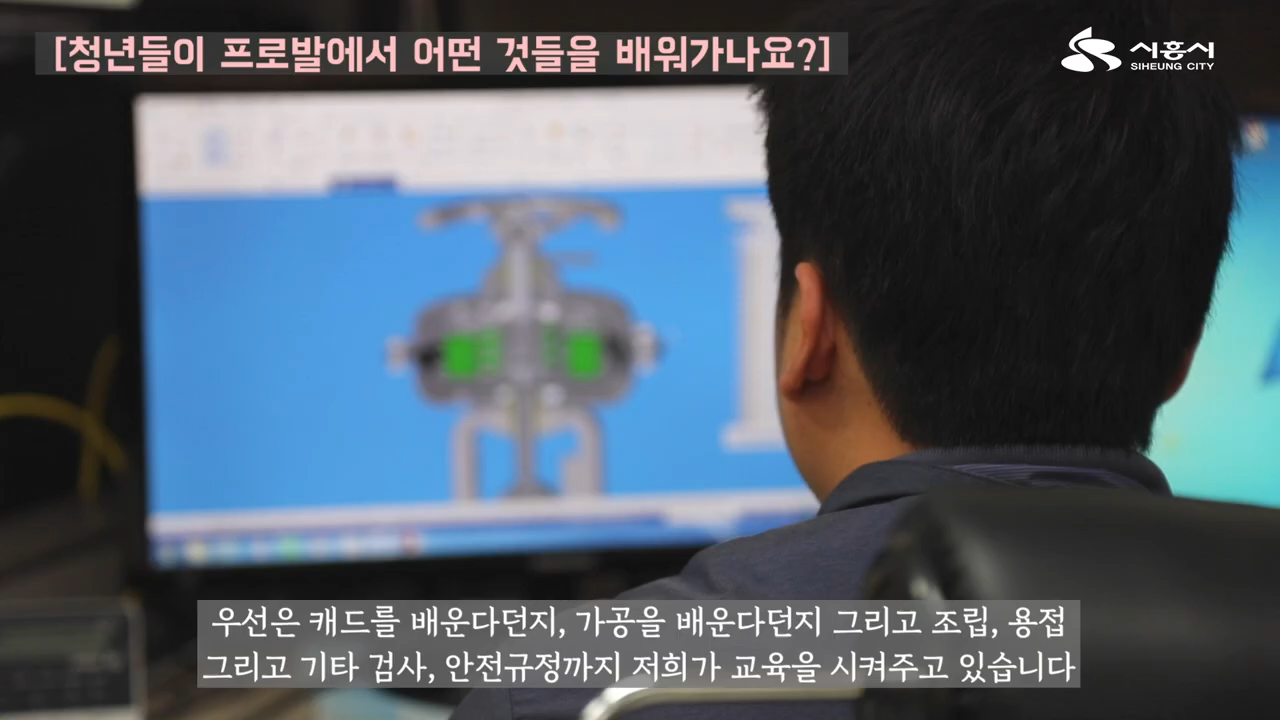 [청년들이 프로발에서 어떤 것들을 배워가나요?]
시흥시
SIHEUNG CITY
우선은 캐드를 배운다던지, 가공을 배운다던지 그리고 조립, 용접
그리고 기타 검사, 안전규정까지 저희가 교육을 시켜주고 있습니다